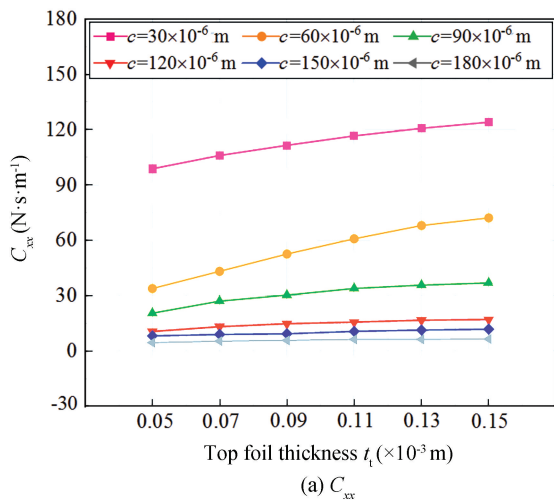 180
c=30×10⁻⁶ m c=60×10⁻⁶ m c=90×10⁻⁶ m
c=120×10⁻⁶ m c=150×10⁻⁶ m c=180×10⁻⁶ m
150
120
90
60
30
0
-30
C_xx (N·s·m⁻¹)
0.05 0.07 0.09 0.11 0.13 0.15
Top foil thickness t_t (×10⁻³ m)
(a) C_xx